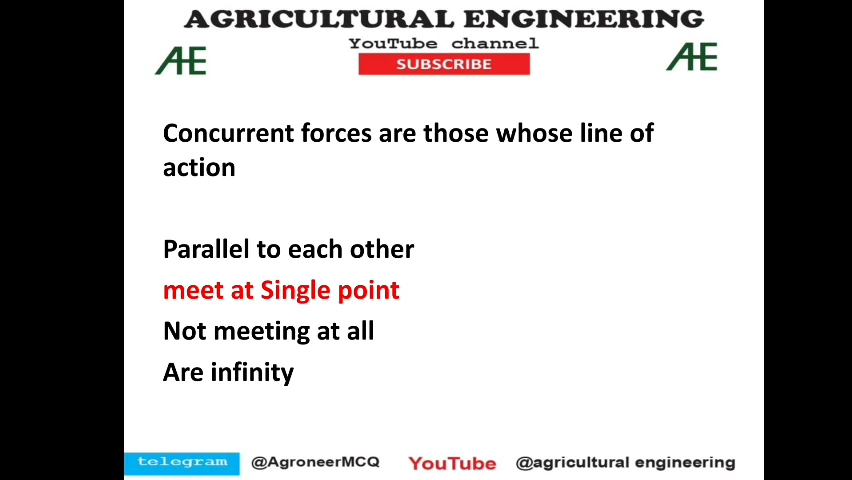 AGRICULTURAL ENGINEERING
YouTube channel
AE
SUBSCRIBE
AE
Concurrent forces are those whose line of
action
Parallel to each other
meet at Single point
Not meeting at all
Are infinity
telegram @AgroneerMCQ YouTube @agricultural engineering